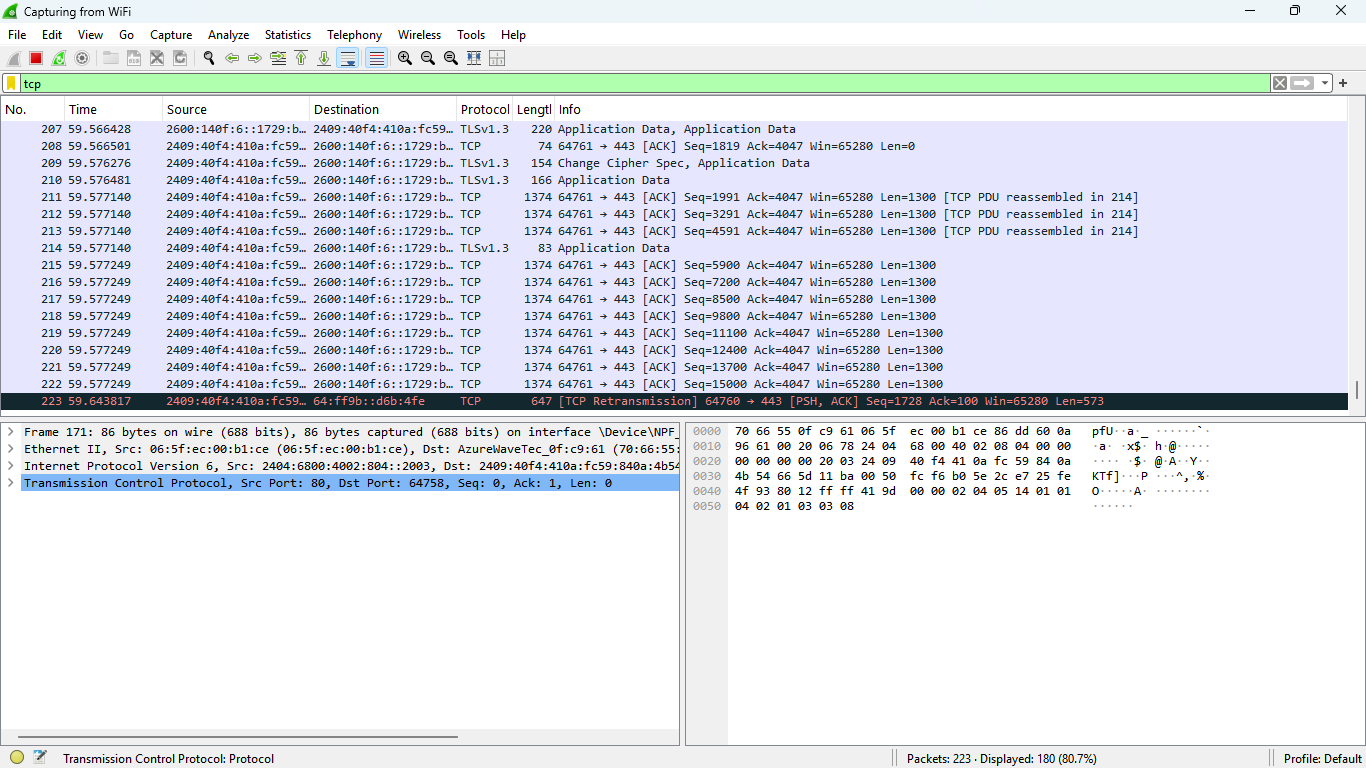 Capturing from WiFi
File Edit View Go Capture Analyze Statistics Telephony Wireless Tools Help
tcp
No. Time Source Destination Protocol Lengtl Info
207 59.566428 2600:140f:6::1729:b… 2409:40f4:410a:fc59… TLSv1.3 220 Application Data, Application Data
208 59.566501 2409:40f4:410a:fc59… 2600:140f:6::1729:b… TCP 74 64761 → 443 [ACK] Seq=1819 Ack=4047 Win=65280 Len=0
209 59.576276 2409:40f4:410a:fc59… 2600:140f:6::1729:b… TLSv1.3 154 Change Cipher Spec, Application Data
210 59.576481 2409:40f4:410a:fc59… 2600:140f:6::1729:b… TLSv1.3 166 Application Data
211 59.577140 2409:40f4:410a:fc59… 2600:140f:6::1729:b… TCP 1374 64761 → 443 [ACK] Seq=1991 Ack=4047 Win=65280 Len=1300 [TCP PDU reassembled in 214]
212 59.577140 2409:40f4:410a:fc59… 2600:140f:6::1729:b… TCP 1374 64761 → 443 [ACK] Seq=3291 Ack=4047 Win=65280 Len=1300 [TCP PDU reassembled in 214]
213 59.577140 2409:40f4:410a:fc59… 2600:140f:6::1729:b… TCP 1374 64761 → 443 [ACK] Seq=4591 Ack=4047 Win=65280 Len=1300 [TCP PDU reassembled in 214]
214 59.577140 2409:40f4:410a:fc59… 2600:140f:6::1729:b… TLSv1.3 83 Application Data
215 59.577249 2409:40f4:410a:fc59… 2600:140f:6::1729:b… TCP 1374 64761 → 443 [ACK] Seq=5900 Ack=4047 Win=65280 Len=1300
216 59.577249 2409:40f4:410a:fc59… 2600:140f:6::1729:b… TCP 1374 64761 → 443 [ACK] Seq=7200 Ack=4047 Win=65280 Len=1300
217 59.577249 2409:40f4:410a:fc59… 2600:140f:6::1729:b… TCP 1374 64761 → 443 [ACK] Seq=8500 Ack=4047 Win=65280 Len=1300
218 59.577249 2409:40f4:410a:fc59… 2600:140f:6::1729:b… TCP 1374 64761 → 443 [ACK] Seq=9800 Ack=4047 Win=65280 Len=1300
219 59.577249 2409:40f4:410a:fc59… 2600:140f:6::1729:b… TCP 1374 64761 → 443 [ACK] Seq=11100 Ack=4047 Win=65280 Len=1300
220 59.577249 2409:40f4:410a:fc59… 2600:140f:6::1729:b… TCP 1374 64761 → 443 [ACK] Seq=12400 Ack=4047 Win=65280 Len=1300
221 59.577249 2409:40f4:410a:fc59… 2600:140f:6::1729:b… TCP 1374 64761 → 443 [ACK] Seq=13700 Ack=4047 Win=65280 Len=1300
222 59.577249 2409:40f4:410a:fc59… 2600:140f:6::1729:b… TCP 1374 64761 → 443 [ACK] Seq=15000 Ack=4047 Win=65280 Len=1300
223 59.643817 2409:40f4:410a:fc59… 64:ff9b::d6b:4fe TCP 647 [TCP Retransmission] 64760 → 443 [PSH, ACK] Seq=1728 Ack=100 Win=65280 Len=573
Frame 171: 86 bytes on wire (688 bits), 86 bytes captured (688 bits) on interface \Device\NPF_
Ethernet II, Src: 06:5f:ec:00:b1:ce (06:5f:ec:00:b1:ce), Dst: AzureWaveTec_0f:c9:61 (70:66:55:
Internet Protocol Version 6, Src: 2404:6800:4002:804::2003, Dst: 2409:40f4:410a:fc59:840a:4b54
Transmission Control Protocol, Src Port: 80, Dst Port: 64758, Seq: 0, Ack: 1, Len: 0
0000 70 66 55 0f c9 61 06 5f ec 00 b1 ce 86 dd 60 0a pfU··a·_ ······`·
0010 96 61 00 20 06 78 24 04 68 00 40 02 08 04 00 00 ·a· ·x$· h·@·····
0020 00 00 00 00 20 03 24 09 40 f4 41 0a fc 59 84 0a ···· ·$· @·A··Y··
0030 4b 54 66 5d 11 ba 00 50 fc f6 b0 5e 2c e7 25 fe KTf]···P ···^,·%·
0040 4f 93 80 12 ff ff 41 9d 00 00 02 04 05 14 01 01 O·····A· ········
0050 04 02 01 03 03 08 ······
Transmission Control Protocol: Protocol
Packets: 223 · Displayed: 180 (80.7%)
Profile: Default